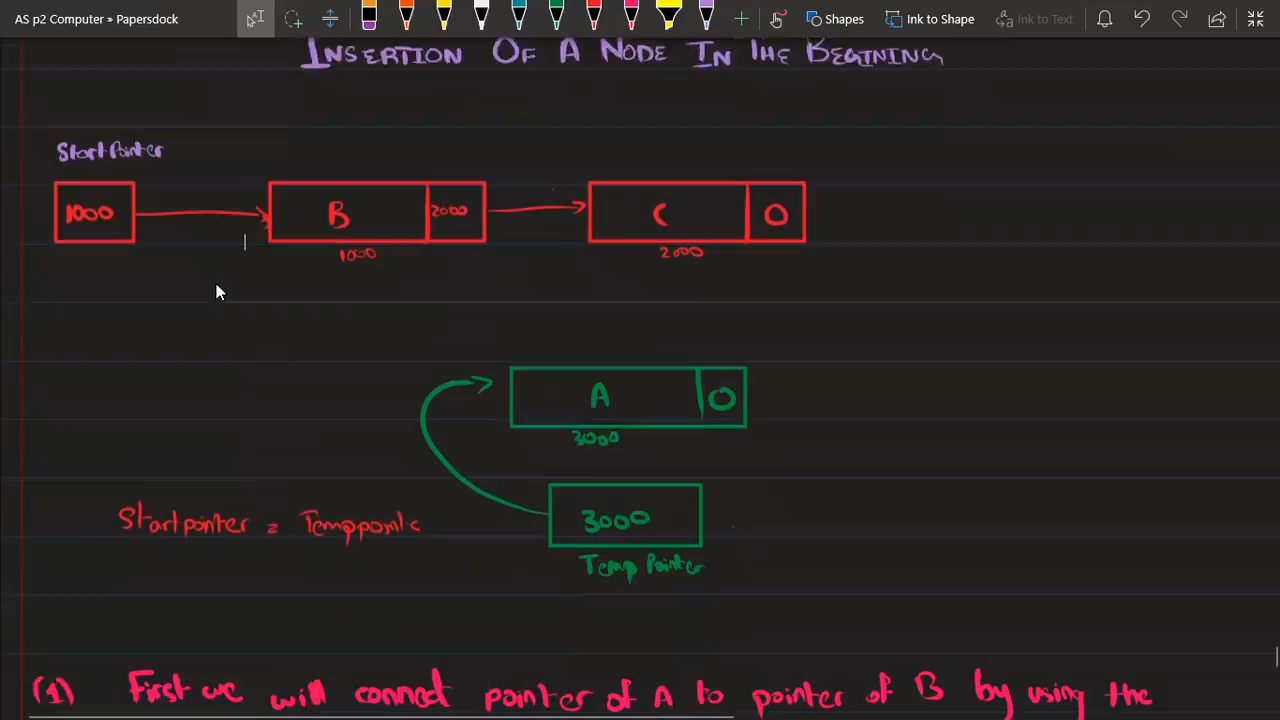 AS p2 Computer » Papersdock
Shapes
Ink to Shape
Ink to Text
INSERTION OF A NODE IN THE BEGINING
Start Pointer
1000
B
2000
C
0
1000
2000
A
0
3000
Startpointer = Temppointe
3000
Temp Pointer
(1) First we will connect pointer of A to pointer of B by using the